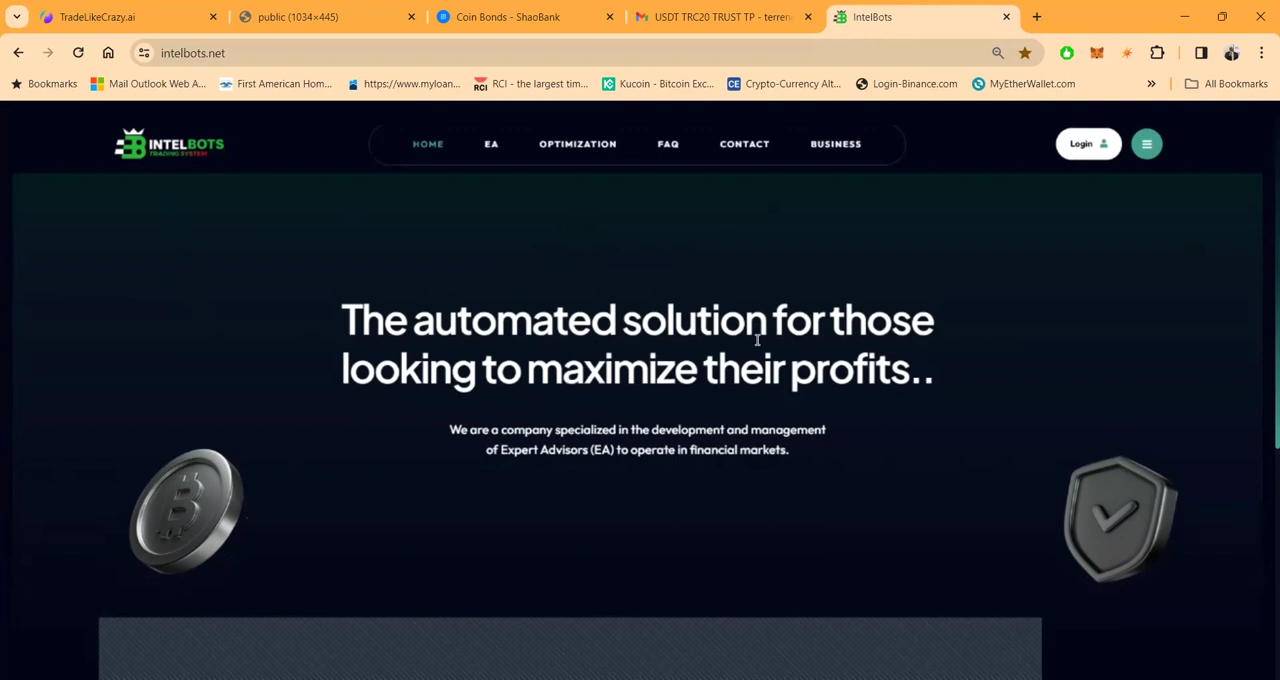 TradeLikeCrazy.ai
public (1034×445)
Coin Bonds - ShaoBank
USDT TRC20 TRUST TP - terren
IntelBots
intelbots.net
Bookmarks
Mail Outlook Web A...
First American Hom...
https://www.myloan...
RCI
RCI - the largest tim...
Kucoin - Bitcoin Exc...
CE
Crypto-Currency Alt...
Login-Binance.com
MyEtherWallet.com
All Bookmarks
INTELBOTS
TRADING SYSTEM
HOME
EA
OPTIMIZATION
FAQ
CONTACT
BUSINESS
Login
The automated solution for those
looking to maximize their profits..
We are a company specialized in the development and management
of Expert Advisors (EA) to operate in financial markets.